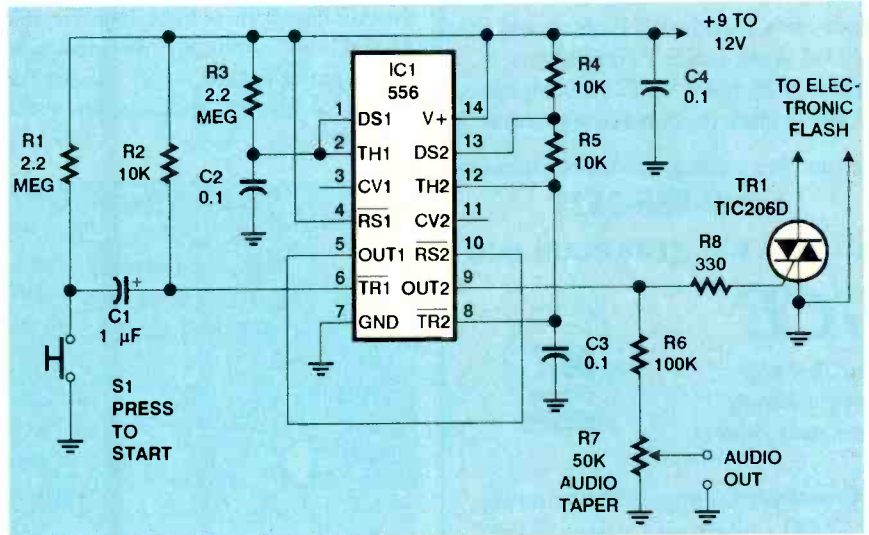 +9 TO
12V
R1
2.2
MEG
R2
10K
R3
2.2
MEG
C2
0.1
IC1
556
1 DS1
2 TH1
3 CV1
4 RS1
5 OUT1
6 TR1
7 GND
V+ 14
DS2 13
TH2 12
CV2 11
RS2 10
OUT2 9
TR2 8
R4
10K
R5
10K
C4
0.1
TO ELEC-
TRONIC
FLASH
TR1
TIC206D
R8
330
C1
1 μF
+
S1
PRESS
TO
START
C3
0.1
R6
100K
R7
50K
AUDIO
TAPER
AUDIO
OUT